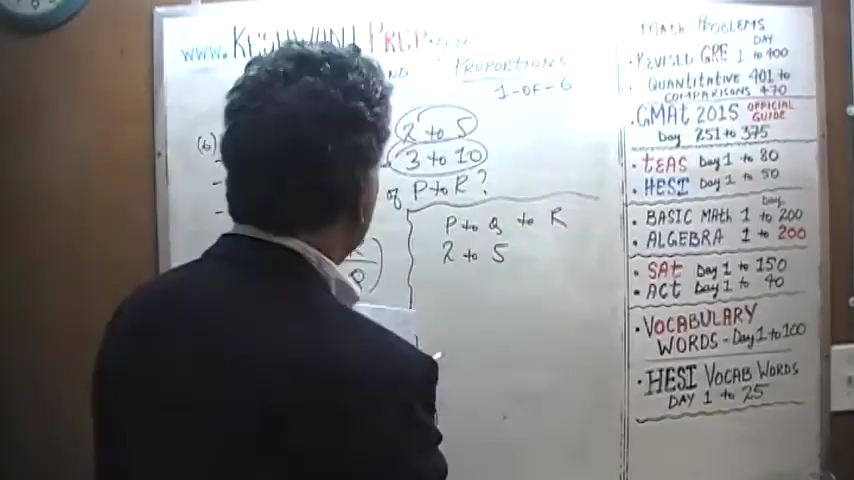 WWW. KESHWANI PREP.com
PROPORTIONS
1-OF-6
(6)
2 to 5
3 to 10
of P to R?
P to Q to R
2 to 5
MATH PROBLEMS
DAY
• REVISED GRE 1 to 400
• QUANTITATIVE 401 to
COMPARISONS 470
• GMAT 2015 OFFICIAL
GUIDE
Day 251 to 375
• TEAS Day 1 to 80
• HESI Day 1 to 50
Day
• BASIC MAth 1 to 200
• ALGEBRA 1 to 200
• SAt Day 1 to 150
• ACt Day 1 to 40
• VOCABULARY
WORDS - Day 1 to 100
• HESI VOCAB WORDS
DAY 1 to 25